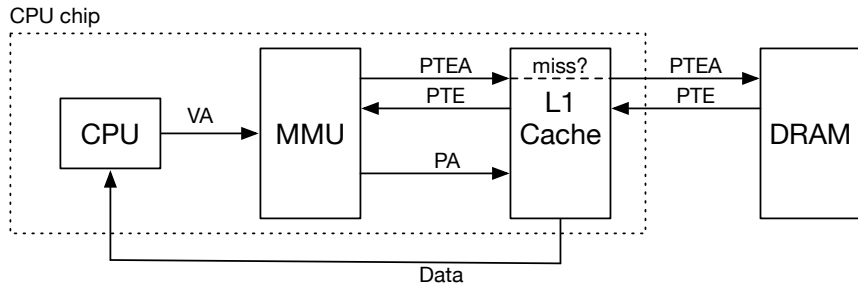 CPU chip
PTEA
miss?
PTEA
PTE
L1
Cache
PTE
CPU
VA
MMU
DRAM
PA
Data